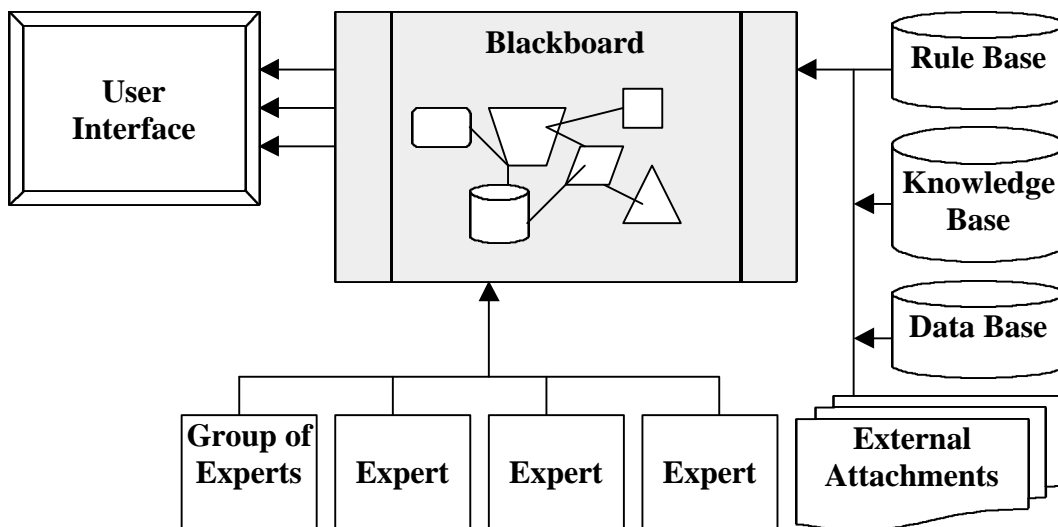 Blackboard
User
Interface
Rule Base
Knowledge
Base
Data Base
Group of
Experts
Expert
Expert
Expert
External
Attachments